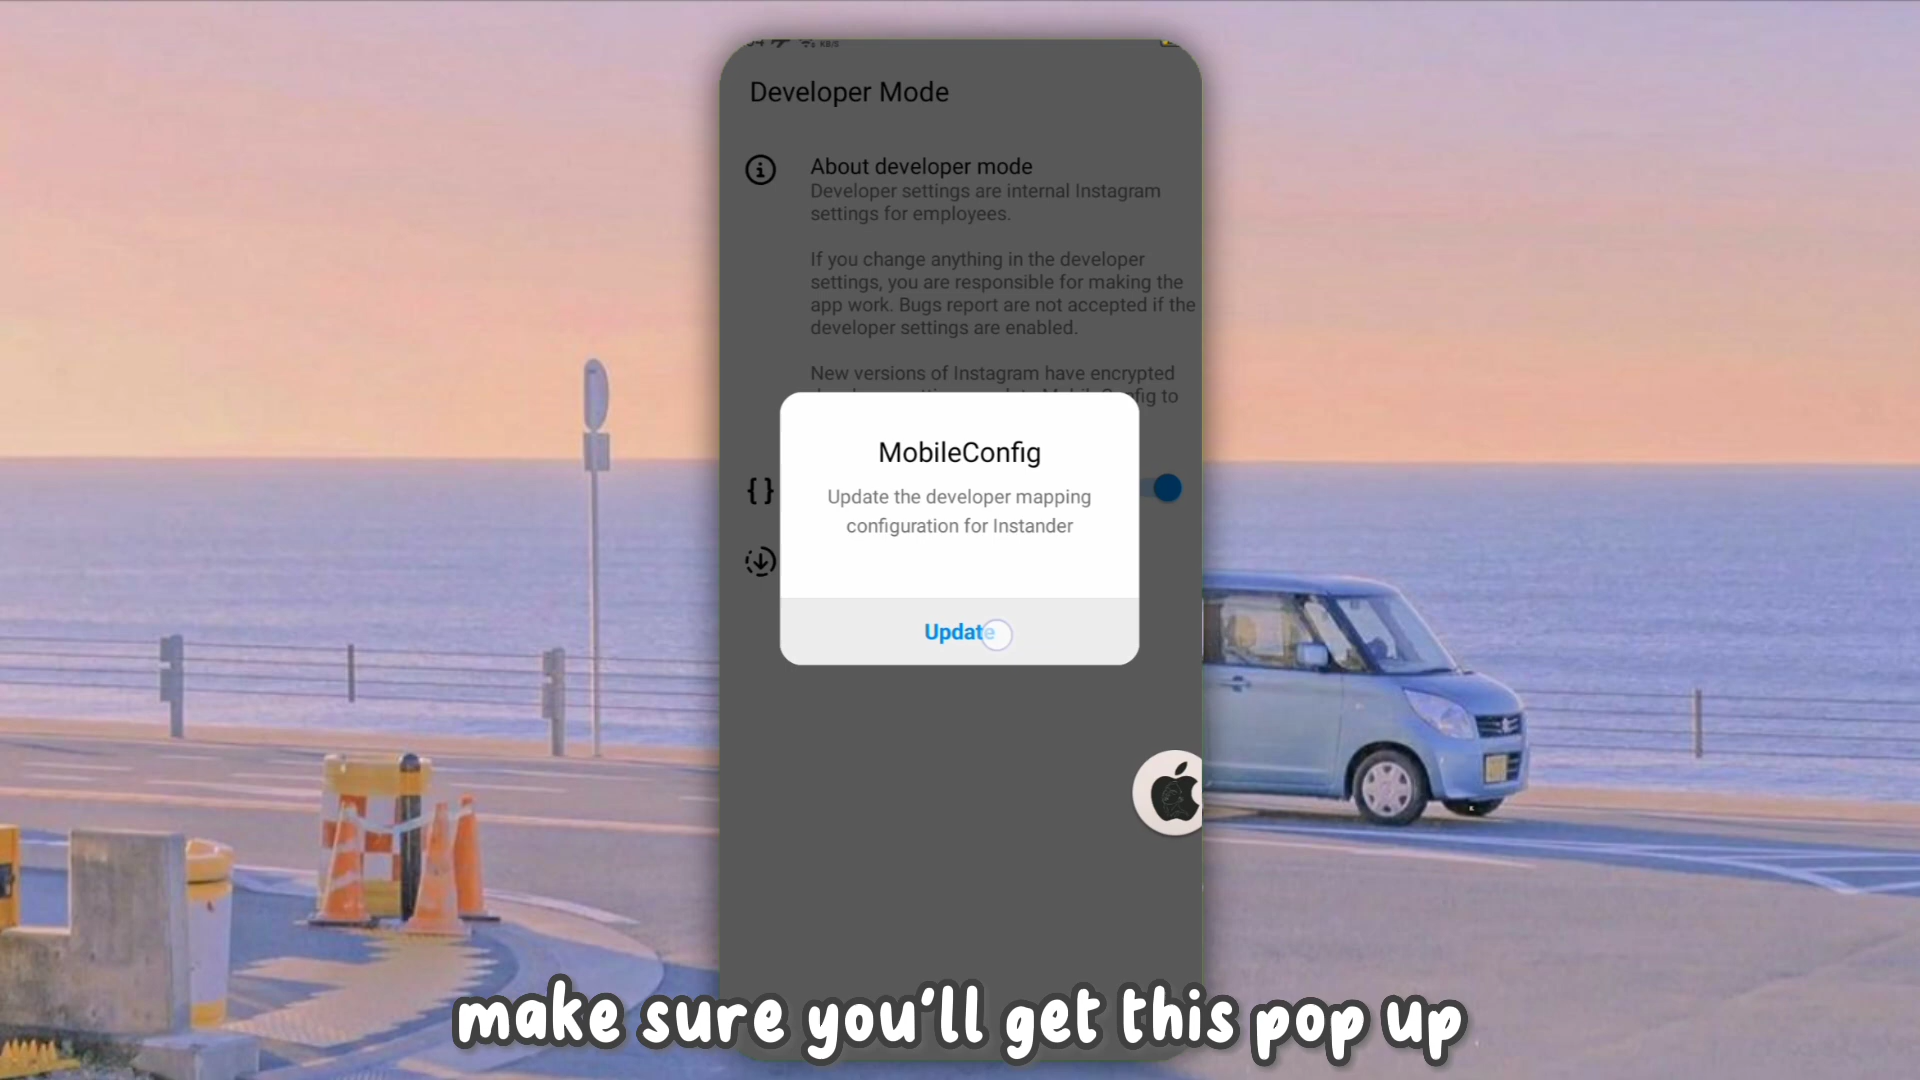 KB/S
Developer Mode
About developer mode
Developer settings are internal Instagram
settings for employees.
If you change anything in the developer
settings, you are responsible for making the
app work. Bugs report are not accepted if the
developer settings are enabled.
New versions of Instagram have encrypted
MobileConfig
Update the developer mapping
configuration for Instander
Update
make sure you'll get this pop up